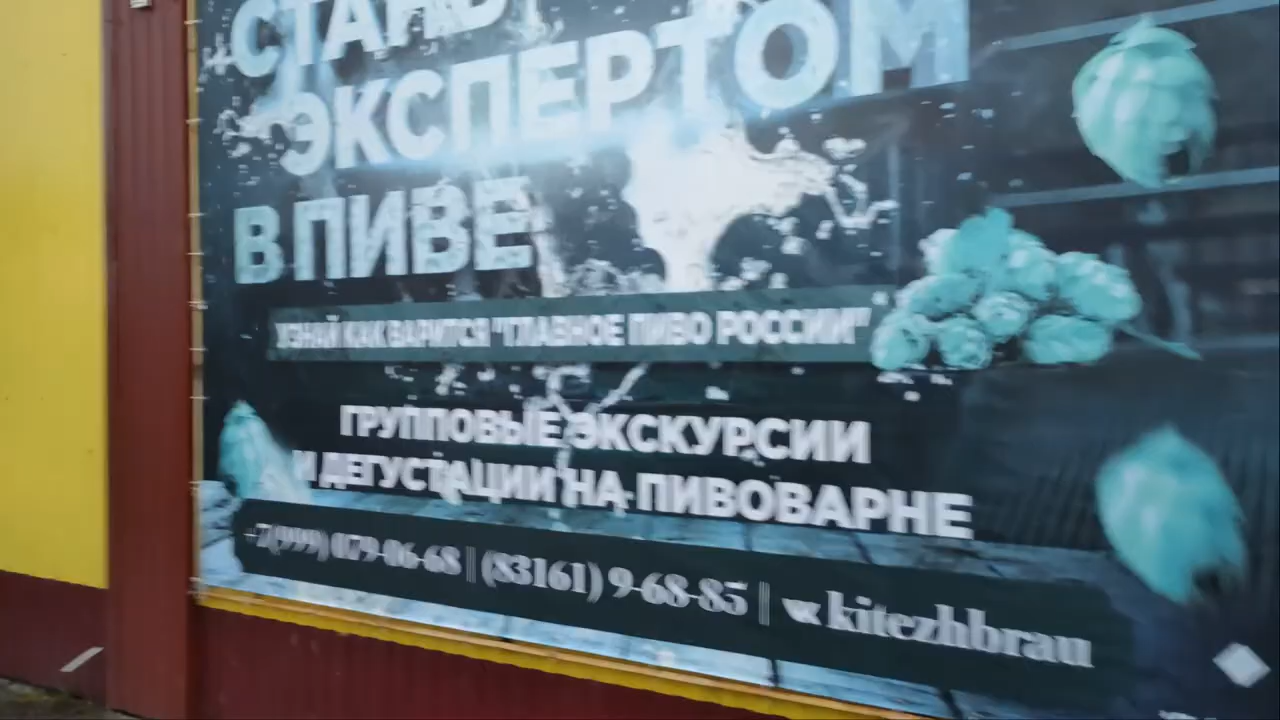 СТАНЬ
ЭКСПЕРТОМ
В ПИВЕ
УЗНАЙ КАК ВАРИТСЯ "ГЛАВНОЕ ПИВО РОССИИ"
ГРУППОВЫЕ ЭКСКУРСИИ
И ДЕГУСТАЦИИ НА ПИВОВАРНЕ
+7(999) 079-06-68 | (83161) 9-68-85 | kitezhbrau